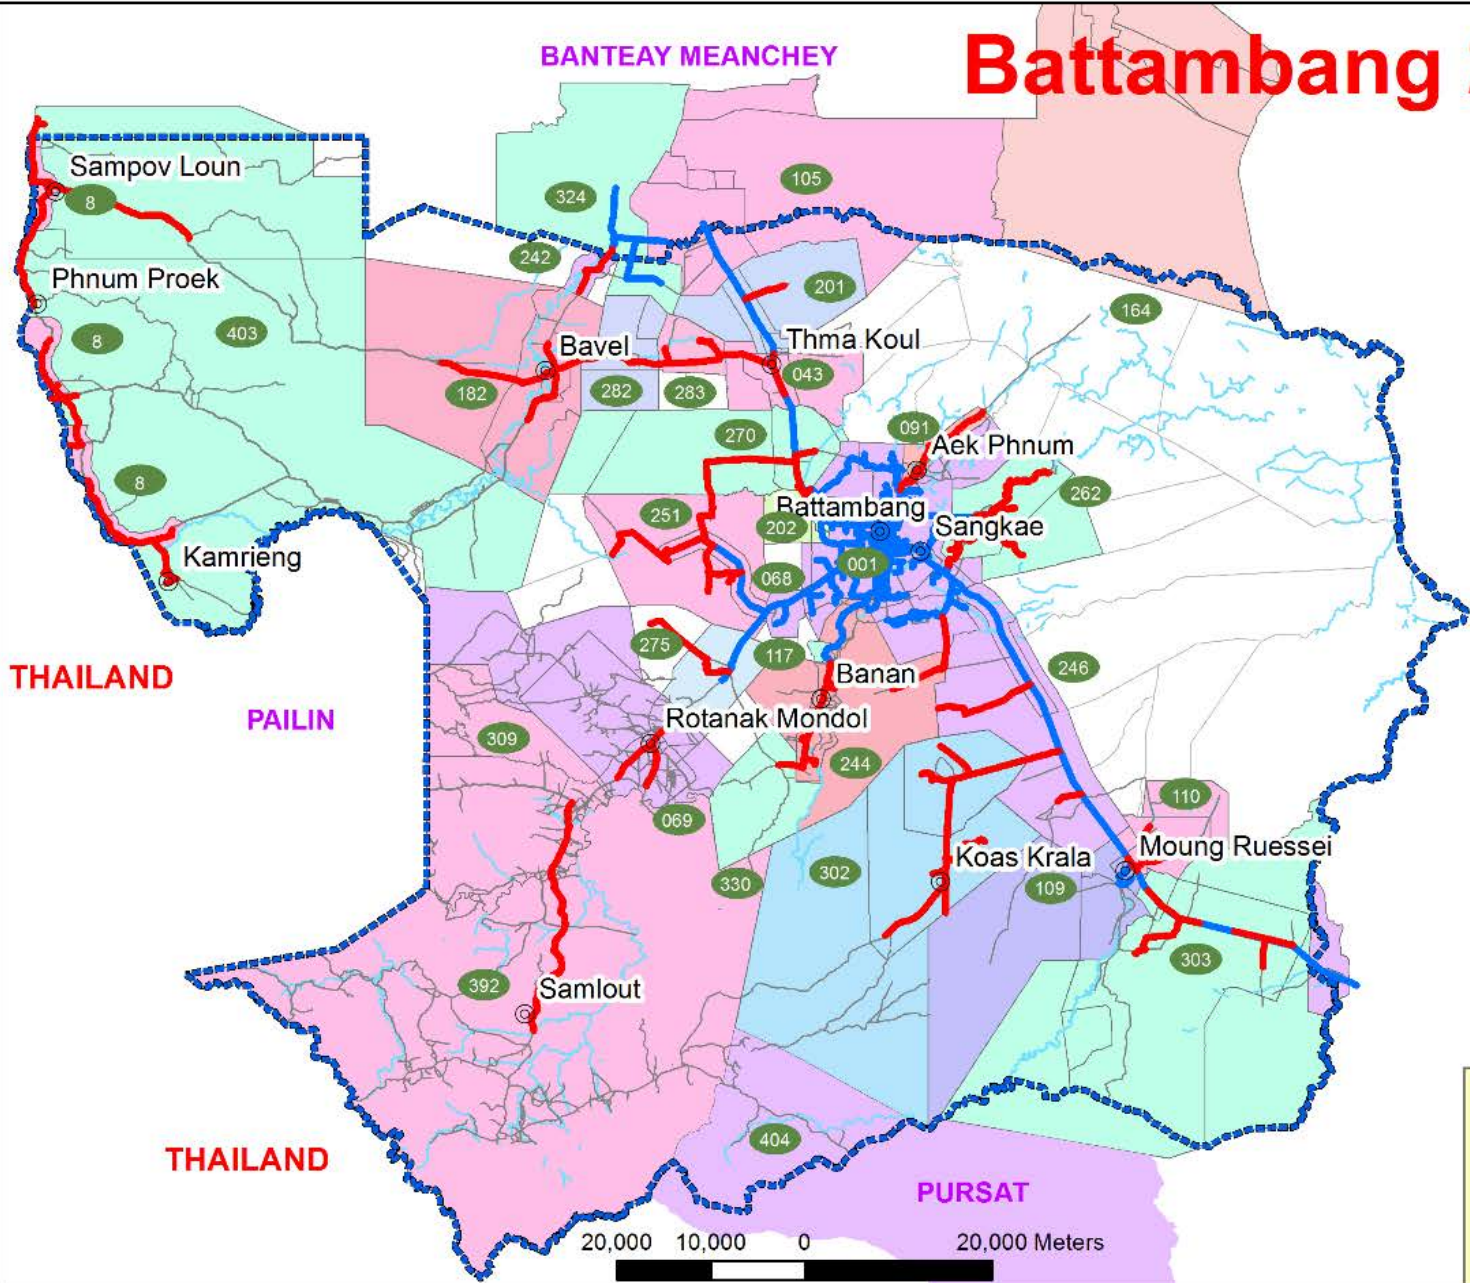 BANTEAY MEANCHEY
Battambang
Sampov Loun
8
105
324
242
Phnum Proek
201
164
8
403
Bavel
Thma Koul
043
182
282
283
270
091
Aek Phnum
8
262
251
Battambang
202
Sangkae
Kamrieng
001
068
275
117
246
THAILAND
Banan
PAILIN
Rotanak Mondol
309
244
110
069
Moung Ruessei
Koas Krala
330
302
109
303
392
Samlout
404
THAILAND
PURSAT
20,000 10,000 0 20,000 Meters